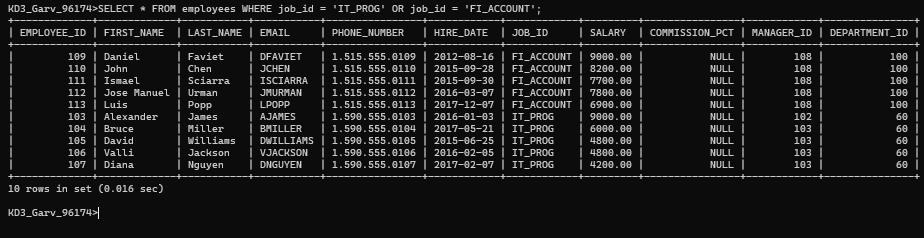 KD3_Garv_96174>SELECT * FROM employees WHERE job_id = 'IT_PROG' OR job_id = 'FI_ACCOUNT';
| EMPLOYEE_ID | FIRST_NAME | LAST_NAME | EMAIL | PHONE_NUMBER | HIRE_DATE | JOB_ID | SALARY | COMMISSION_PCT | MANAGER_ID | DEPARTMENT_ID |
| 109 | Daniel | Faviet | DFAVIET | 1.515.555.0109 | 2012-08-16 | FI_ACCOUNT | 9000.00 | NULL | 108 | 100 |
| 110 | John | Chen | JCHEN | 1.515.555.0110 | 2015-09-28 | FI_ACCOUNT | 8200.00 | NULL | 108 | 100 |
| 111 | Ismael | Sciarra | ISCIARRA | 1.515.555.0111 | 2015-09-30 | FI_ACCOUNT | 7700.00 | NULL | 108 | 100 |
| 112 | Jose Manuel | Urman | JMURMAN | 1.515.555.0112 | 2016-03-07 | FI_ACCOUNT | 7800.00 | NULL | 108 | 100 |
| 113 | Luis | Popp | LPOPP | 1.515.555.0113 | 2017-12-07 | FI_ACCOUNT | 6900.00 | NULL | 108 | 100 |
| 103 | Alexander | James | AJAMES | 1.590.555.0103 | 2016-01-03 | IT_PROG | 9000.00 | NULL | 102 | 60 |
| 104 | Bruce | Miller | BMILLER | 1.590.555.0104 | 2017-05-21 | IT_PROG | 6000.00 | NULL | 103 | 60 |
| 105 | David | Williams | DWILLIAMS | 1.590.555.0105 | 2015-06-25 | IT_PROG | 4800.00 | NULL | 103 | 60 |
| 106 | Valli | Jackson | VJACKSON | 1.590.555.0106 | 2016-02-05 | IT_PROG | 4800.00 | NULL | 103 | 60 |
| 107 | Diana | Nguyen | DNGUYEN | 1.590.555.0107 | 2017-02-07 | IT_PROG | 4200.00 | NULL | 103 | 60 |
10 rows in set (0.016 sec)
KD3_Garv_96174>